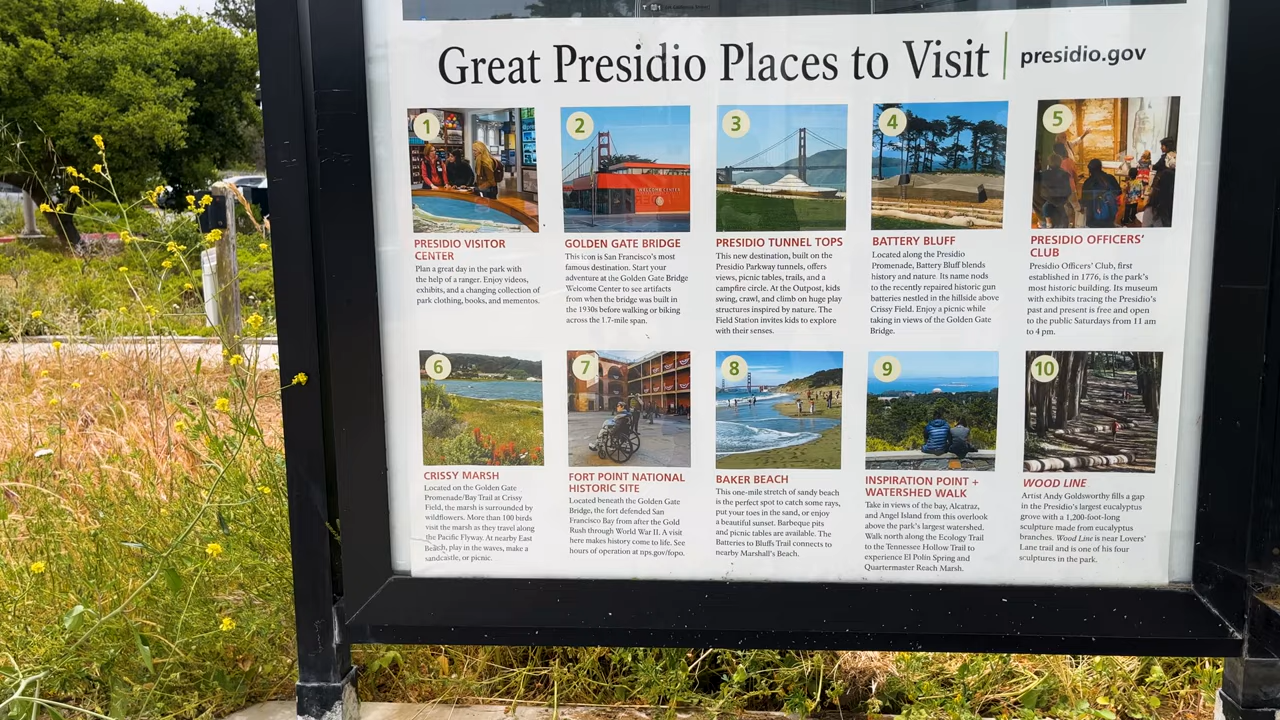 Great Presidio Places to Visit | presidio.gov
1
2
3
4
5
WELCOME CENTER
PRESIDIO VISITOR
CENTER
Plan a great day in the park with
the help of a ranger. Enjoy videos,
exhibits, and a changing collection of
park clothing, books, and mementos.
GOLDEN GATE BRIDGE
This icon is San Francisco's most
famous destination. Start your
adventure at the Golden Gate Bridge
Welcome Center to see artifacts
from when the bridge was built in
the 1930s before walking or biking
across the 1.7-mile span.
PRESIDIO TUNNEL TOPS
This new destination, built on the
Presidio Parkway tunnels, offers
views, picnic tables, trails, and a
campfire circle. At the Outpost, kids
swing, crawl, and climb on huge play
structures inspired by nature. The
Field Station invites kids to explore
with their senses.
BATTERY BLUFF
Located along the Presidio
Promenade, Battery Bluff blends
history and nature. Its name nods
to the recently repaired historic gun
batteries nestled in the hillside above
Crissy Field. Enjoy a picnic while
taking in views of the Golden Gate
Bridge.
PRESIDIO OFFICERS'
CLUB
Presidio Officers' Club, first
established in 1776, is the park's
most historic building. Its museum
with exhibits tracing the Presidio's
past and present is free and open
to the public Saturdays from 11 am
to 4 pm.
6
7
8
9
10
CRISSY MARSH
Located on the Golden Gate
Promenade/Bay Trail at Crissy
Field, the marsh is surrounded by
wildflowers. More than 100 birds
visit the marsh as they travel along
the Pacific Flyway. At nearby East
Beach, play in the waves, make a
sandcastle, or picnic.
FORT POINT NATIONAL
HISTORIC SITE
Located beneath the Golden Gate
Bridge, the fort defended San
Francisco Bay from after the Gold
Rush through World War II. A visit
here makes history come to life. See
hours of operation at nps.gov/fopo.
BAKER BEACH
This one-mile stretch of sandy beach
is the perfect spot to catch some rays,
put your toes in the sand, or enjoy
a beautiful sunset. Barbeque pits
and picnic tables are available. The
Batteries to Bluffs Trail connects to
nearby Marshall's Beach.
INSPIRATION POINT +
WATERSHED WALK
Take in views of the bay, Alcatraz,
and Angel Island from this overlook
above the park's largest watershed.
Walk north along the Ecology Trail
to the Tennessee Hollow Trail to
experience El Polín Spring and
Quartermaster Reach Marsh.
WOOD LINE
Artist Andy Goldsworthy fills a gap
in the Presidio's largest eucalyptus
grove with a 1,200-foot-long
sculpture made from eucalyptus
branches. Wood Line is near Lovers'
Lane trail and is one of his four
sculptures in the park.